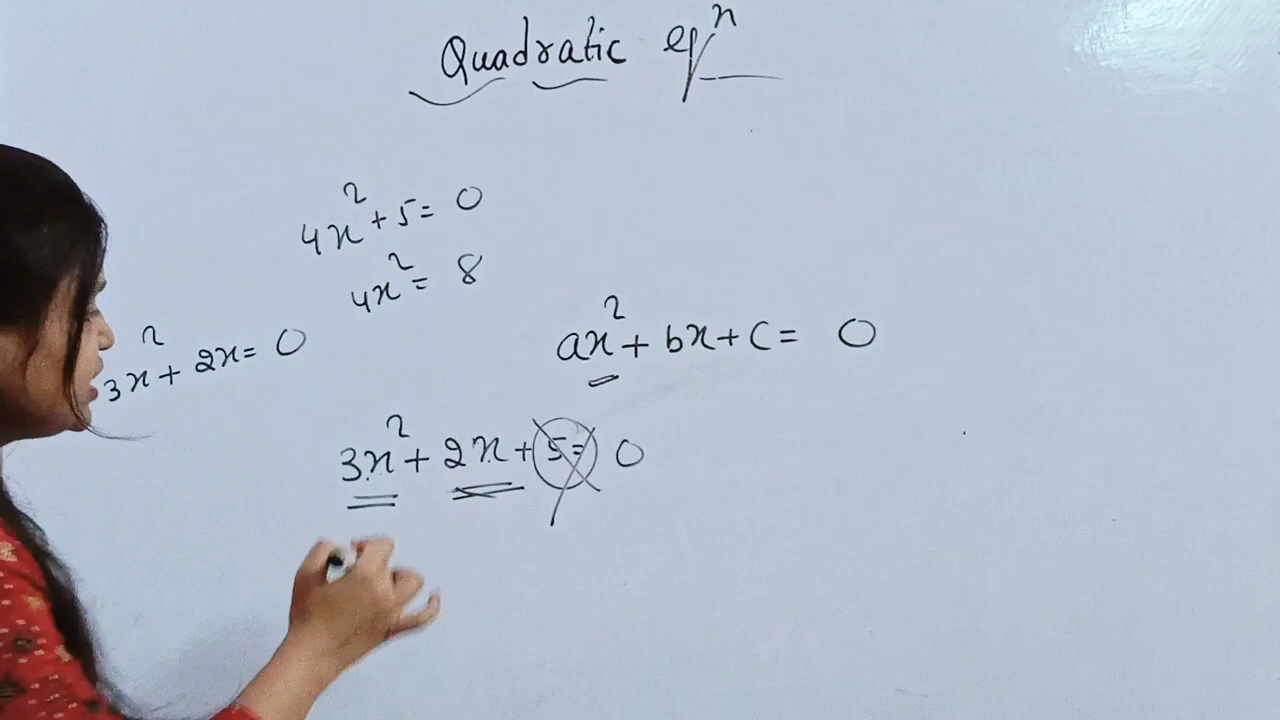 Quadratic eqⁿ
4x² + 5 = 0
4x² = 8
ax² + bx + c = 0
3x² + 2x = 0
3x² + 2x + 5 = 0